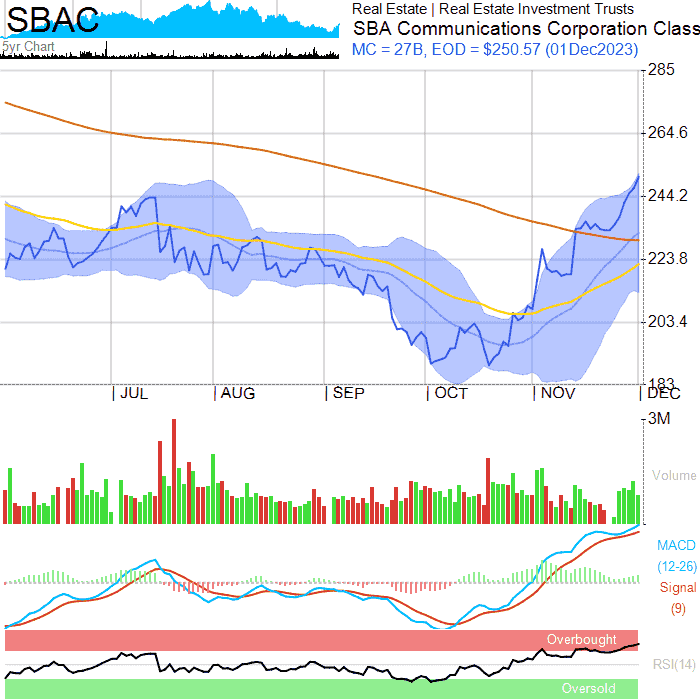 SBAC
5yr Chart
Real Estate | Real Estate Investment Trusts
SBA Communications Corporation Class
MC = 27B, EOD = $250.57 (01Dec2023)
285
264.6
244.2
223.8
203.4
183
JUL AUG SEP OCT NOV DEC
3M
Volume
MACD
(12-26)
Signal
(9)
Overbought
RSI(14)
Oversold